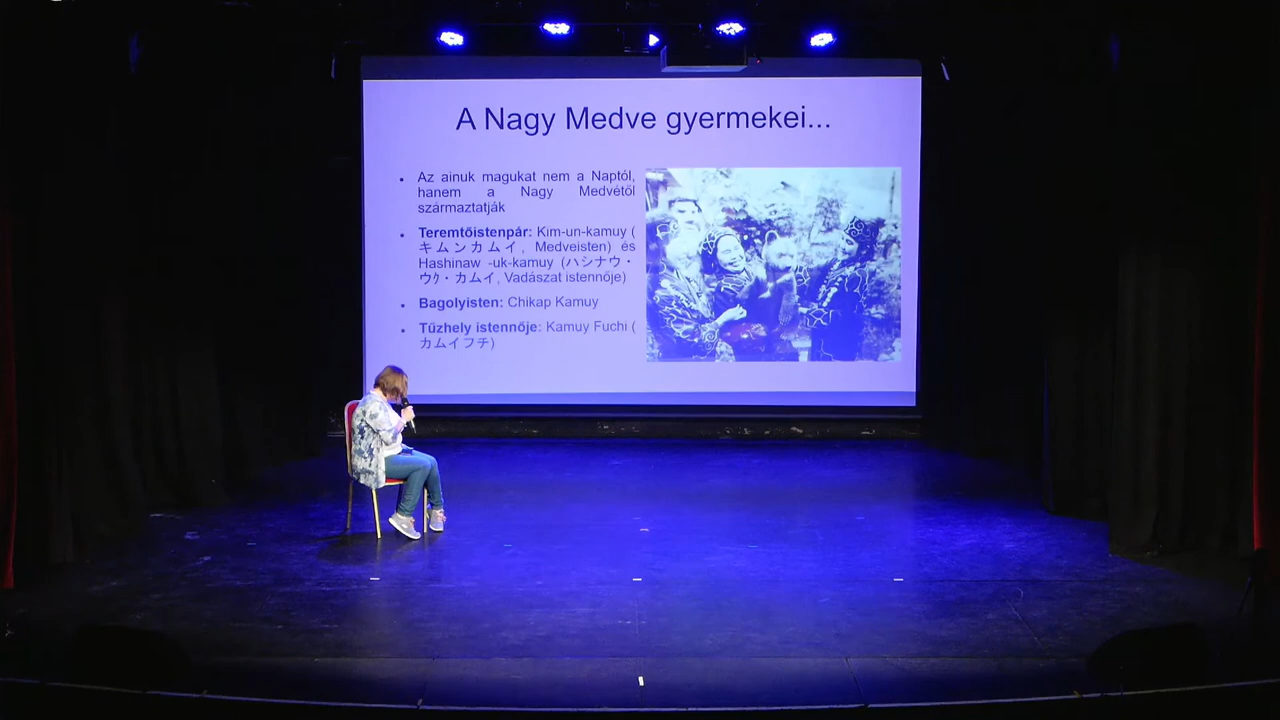 A Nagy Medve gyermekei...
• Az ainuk magukat nem a Naptól,
hanem a Nagy Medvétől
származtatják
• Teremtőistenpár: Kim-un-kamuy (
キムンカムイ, Medveisten) és
Hashinaw -uk-kamuy (ハシナウ・
ウク・カムイ, Vadászat istennője)
• Bagolyisten: Chikap Kamuy
• Tűzhely istennője: Kamuy Fuchi (
カムイフチ)